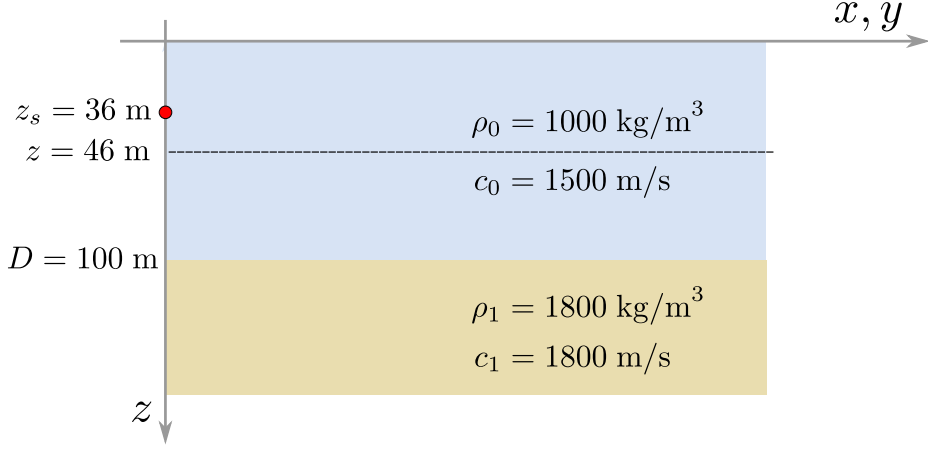 x, y
z_s = 36 m
ρ_0 = 1000 kg/m^3
z = 46 m
c_0 = 1500 m/s
D = 100 m
ρ_1 = 1800 kg/m^3
c_1 = 1800 m/s
z